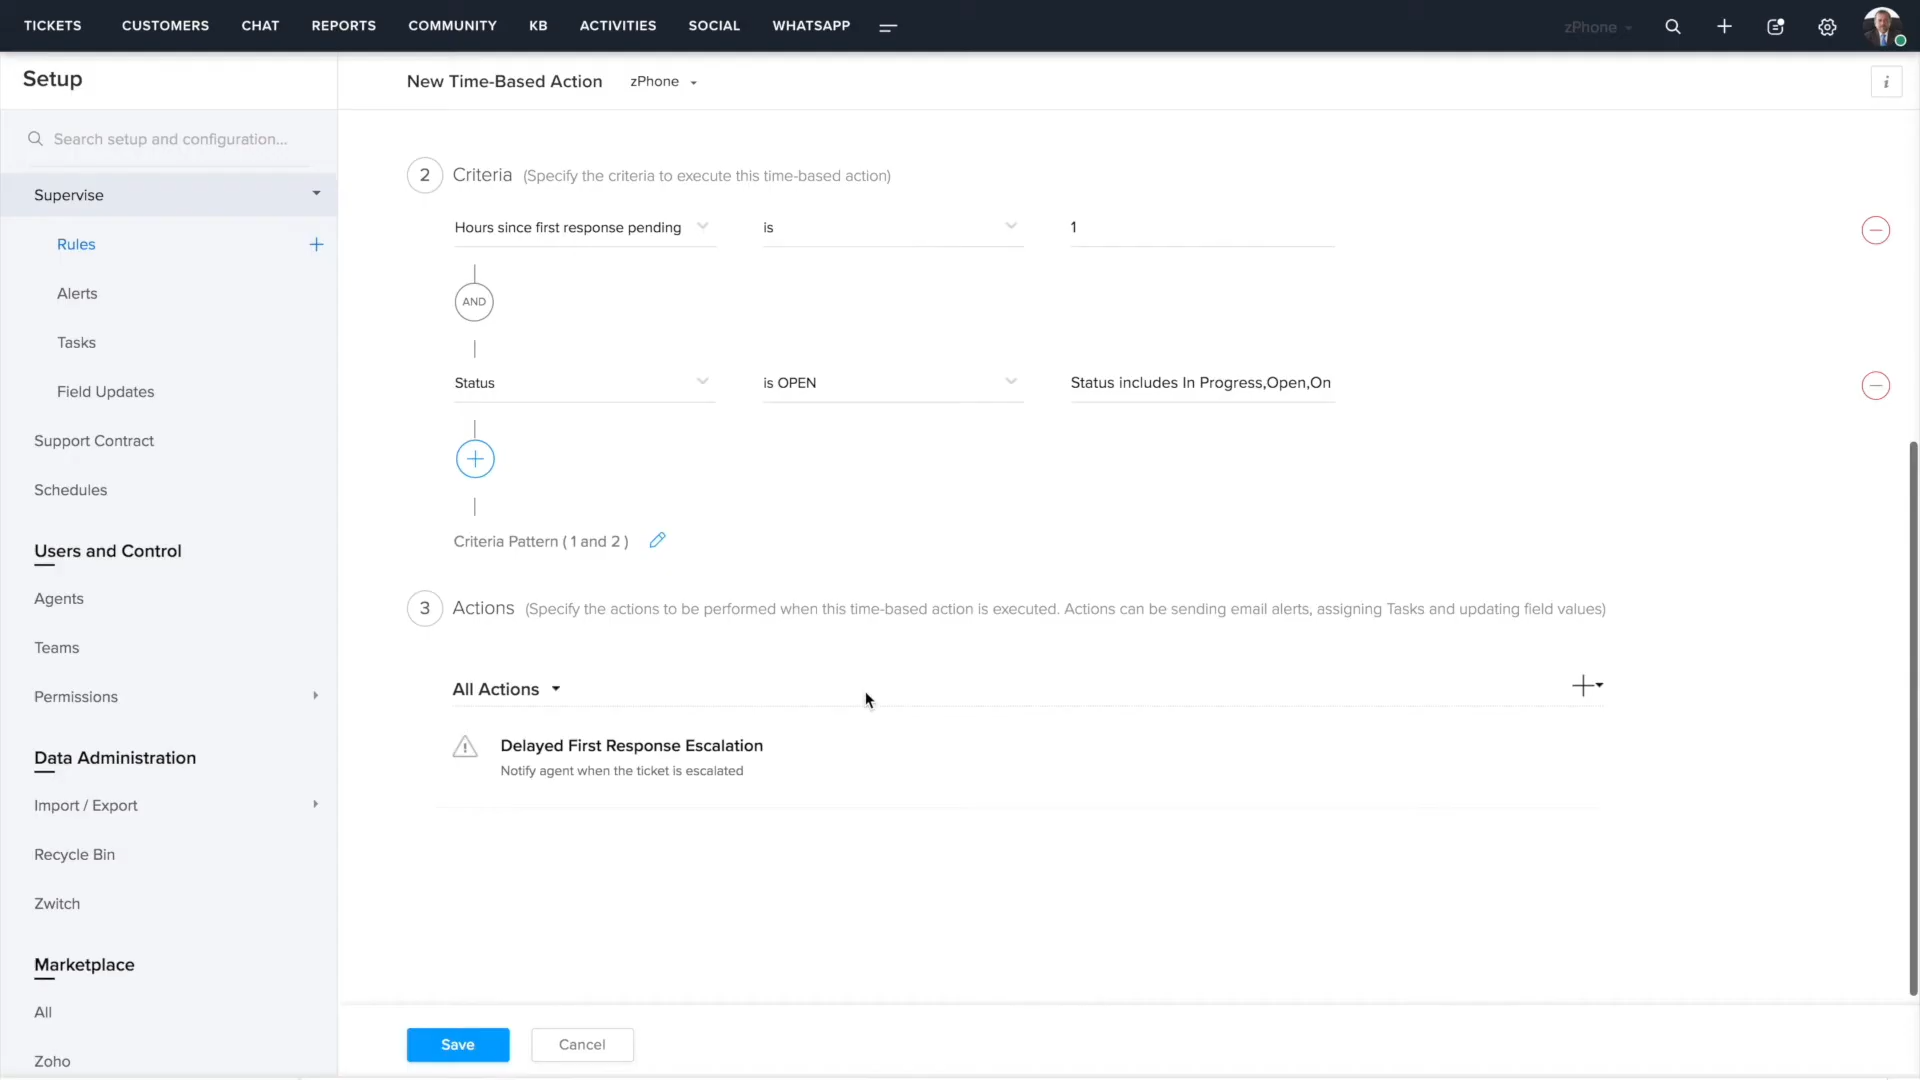 TICKETS CUSTOMERS CHAT REPORTS COMMUNITY KB ACTIVITIES SOCIAL WHATSAPP zPhone
Setup
New Time-Based Action zPhone
i
Search setup and configuration...
Supervise
Rules
Alerts
Tasks
Field Updates
Support Contract
Schedules
Users and Control
Agents
Teams
Permissions
Data Administration
Import / Export
Recycle Bin
Zwitch
Marketplace
All
Zoho
2 Criteria (Specify the criteria to execute this time-based action)
Hours since first response pending is 1
AND
Status is OPEN Status includes In Progress,Open,On
Criteria Pattern ( 1 and 2 )
3 Actions (Specify the actions to be performed when this time-based action is executed. Actions can be sending email alerts, assigning Tasks and updating field values)
All Actions
Delayed First Response Escalation
Notify agent when the ticket is escalated
Save Cancel